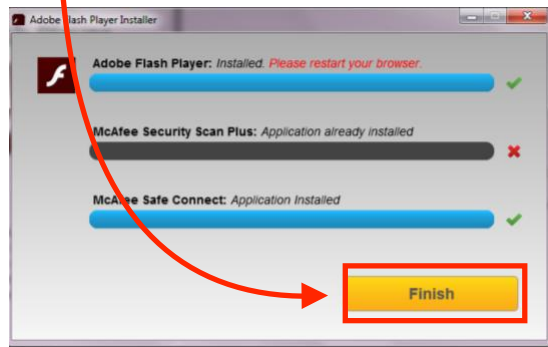 Adobe Flash Player Installer
Adobe Flash Player: Installed. Please restart your browser.
McAfee Security Scan Plus: Application already installed
McAfee Safe Connect: Application Installed
Finish